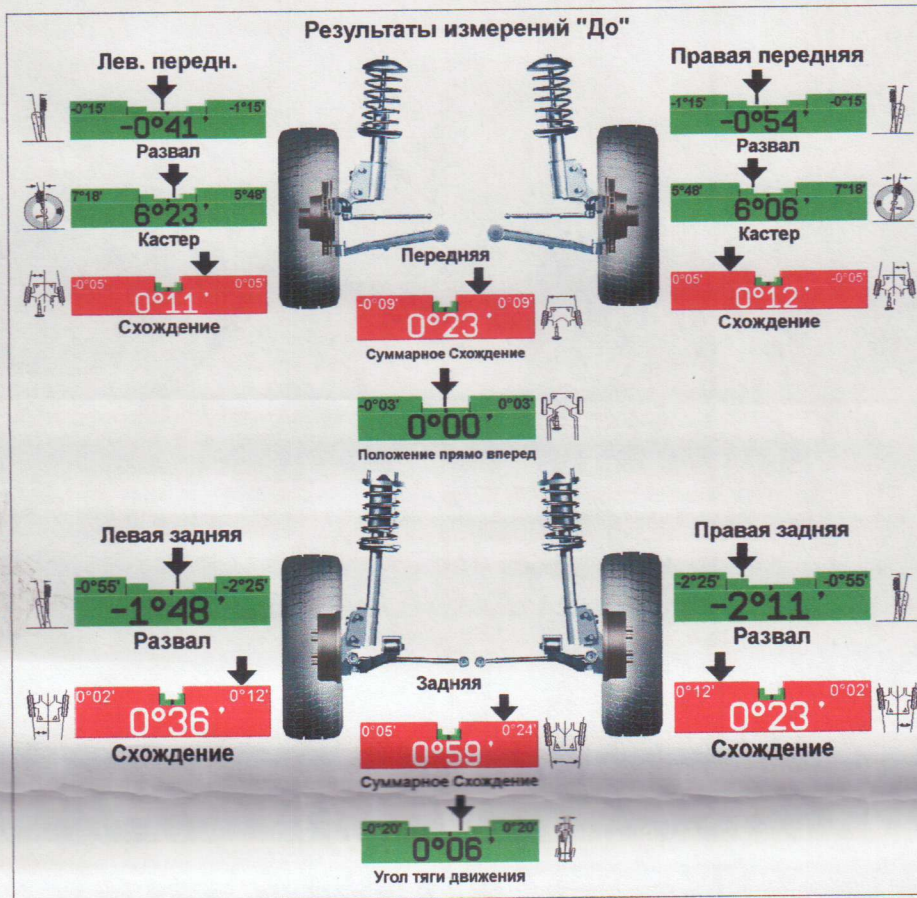 Результаты измерений "До"
Лев. передн.
Правая передняя
-0°15' -1°15'
-0°41'
Развал
-1°15' -0°15'
-0°54'
Развал
7°18' 5°48'
6°23'
Кастер
5°48' 7°18'
6°06'
Кастер
Передняя
-0°05' 0°05'
0°11'
Схождение
-0°09' 0°09'
0°23'
Суммарное Схождение
0°05' -0°05'
0°12'
Схождение
-0°03' 0°03'
0°00'
Положение прямо вперед
Левая задняя
Правая задняя
-0°55' -2°25'
-1°48'
Развал
-2°25' -0°55'
-2°11'
Развал
Задняя
0°02' 0°12'
0°36'
Схождение
0°05' 0°24'
0°59'
Суммарное Схождение
0°12' 0°02'
0°23'
Схождение
-0°20' 0°20'
0°06'
Угол тяги движения